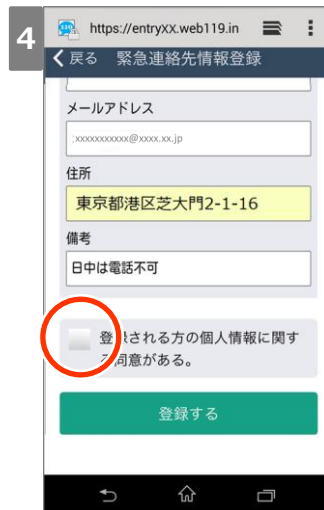 4
https://entryXX.web119.in
戻る 緊急連絡先情報登録
メールアドレス
:xxxxxxxxxxx@xxxx.xx.jp
住所
東京都港区芝大門2-1-16
備考
日中は電話不可
登録される方の個人情報に関す
る同意がある。
登録する